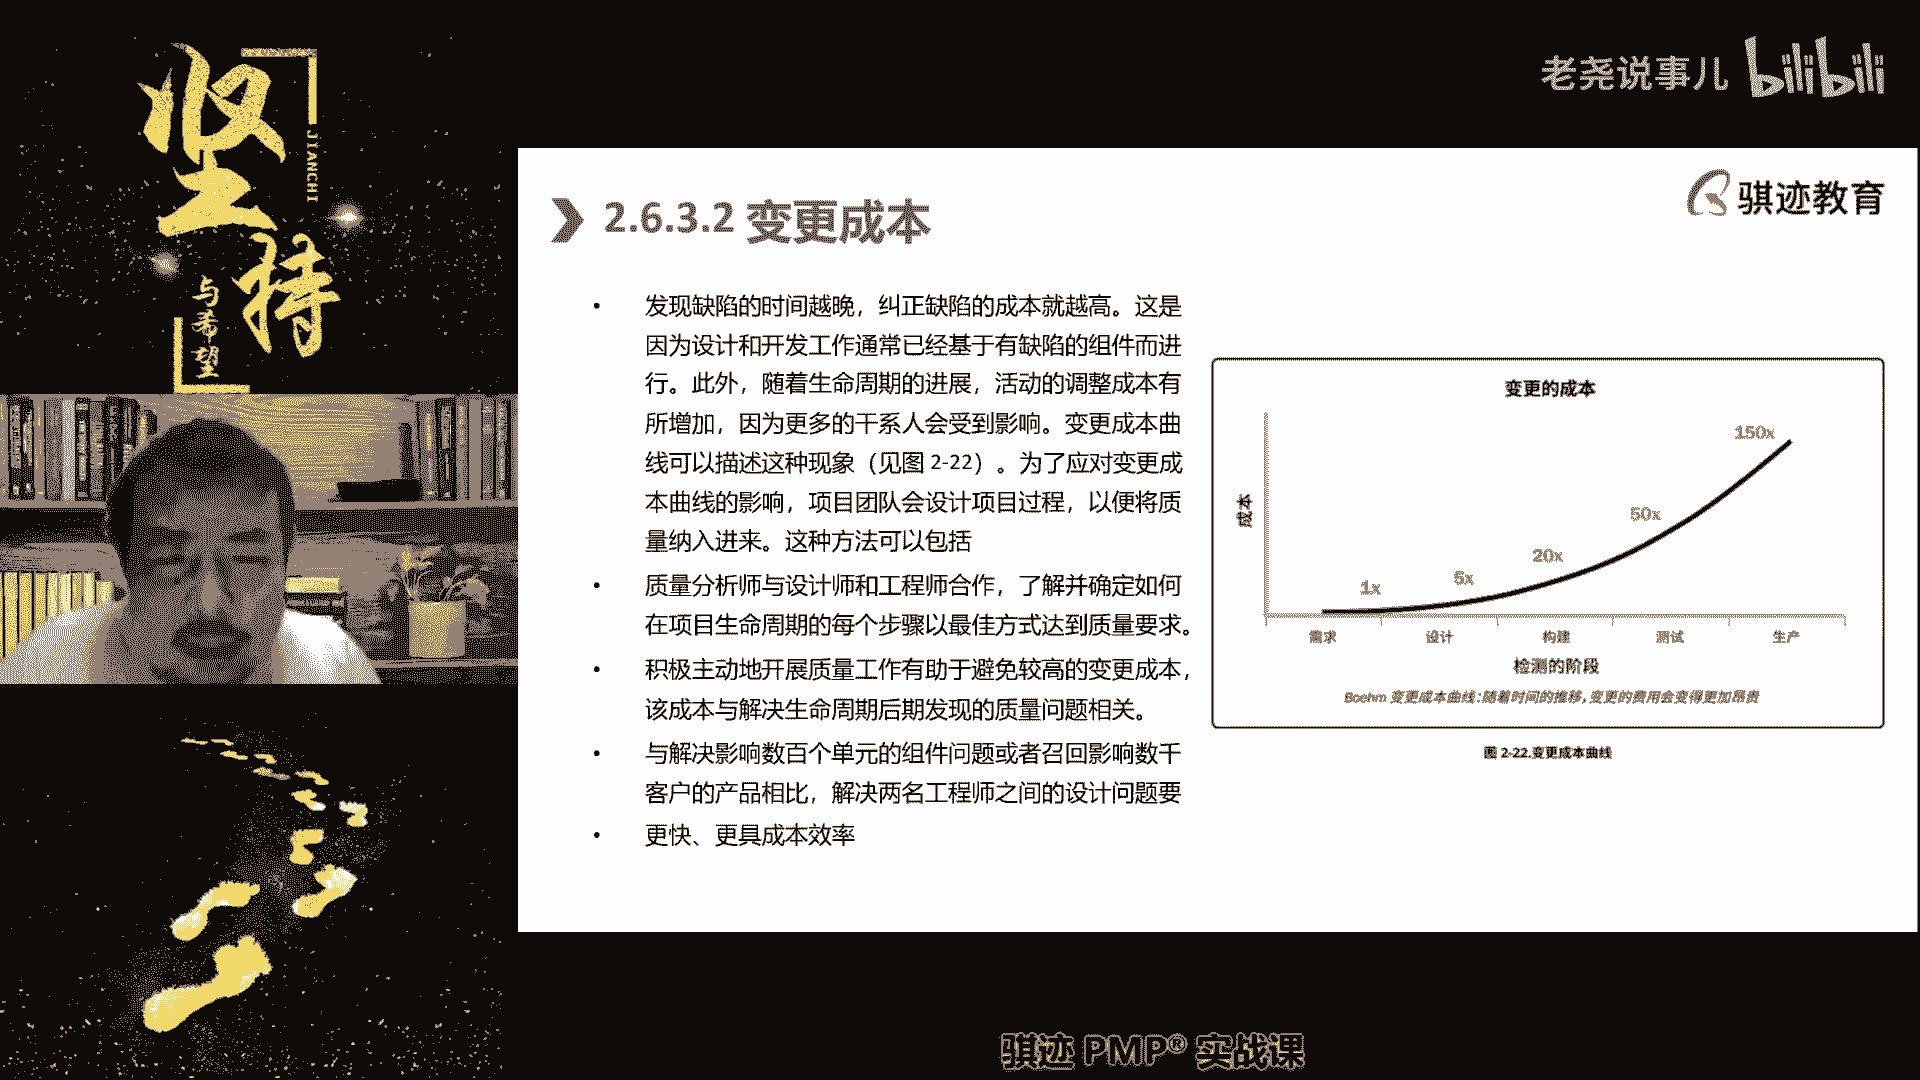 坚持
JIANCHI
与希望
老尧说事儿 bilibili
骐迹教育
2.6.3.2 变更成本
• 发现缺陷的时间越晚，纠正缺陷的成本就越高。这是
因为设计和开发工作通常已经基于有缺陷的组件而进
行。此外，随着生命周期的进展，活动的调整成本有
所增加，因为更多的干系人会受到影响。变更成本曲
线可以描述这种现象（见图 2-22）。为了应对变更成
本曲线的影响，项目团队会设计项目过程，以便将质
量纳入进来。这种方法可以包括
• 质量分析师与设计师和工程师合作，了解并确定如何
在项目生命周期的每个步骤以最佳方式达到质量要求。
• 积极主动地开展质量工作有助于避免较高的变更成本，
该成本与解决生命周期后期发现的质量问题相关。
• 与解决影响数百个单元的组件问题或者召回影响数千
客户的产品相比，解决两名工程师之间的设计问题要
• 更快、更具成本效率
变更的成本
成本
1x
5x
20x
50x
150x
需求 设计 构建 测试 生产
检测的阶段
Boehm 变更成本曲线：随着时间的推移，变更的费用会变得更加昂贵
图 2-22.变更成本曲线
骐迹 PMP® 实战课